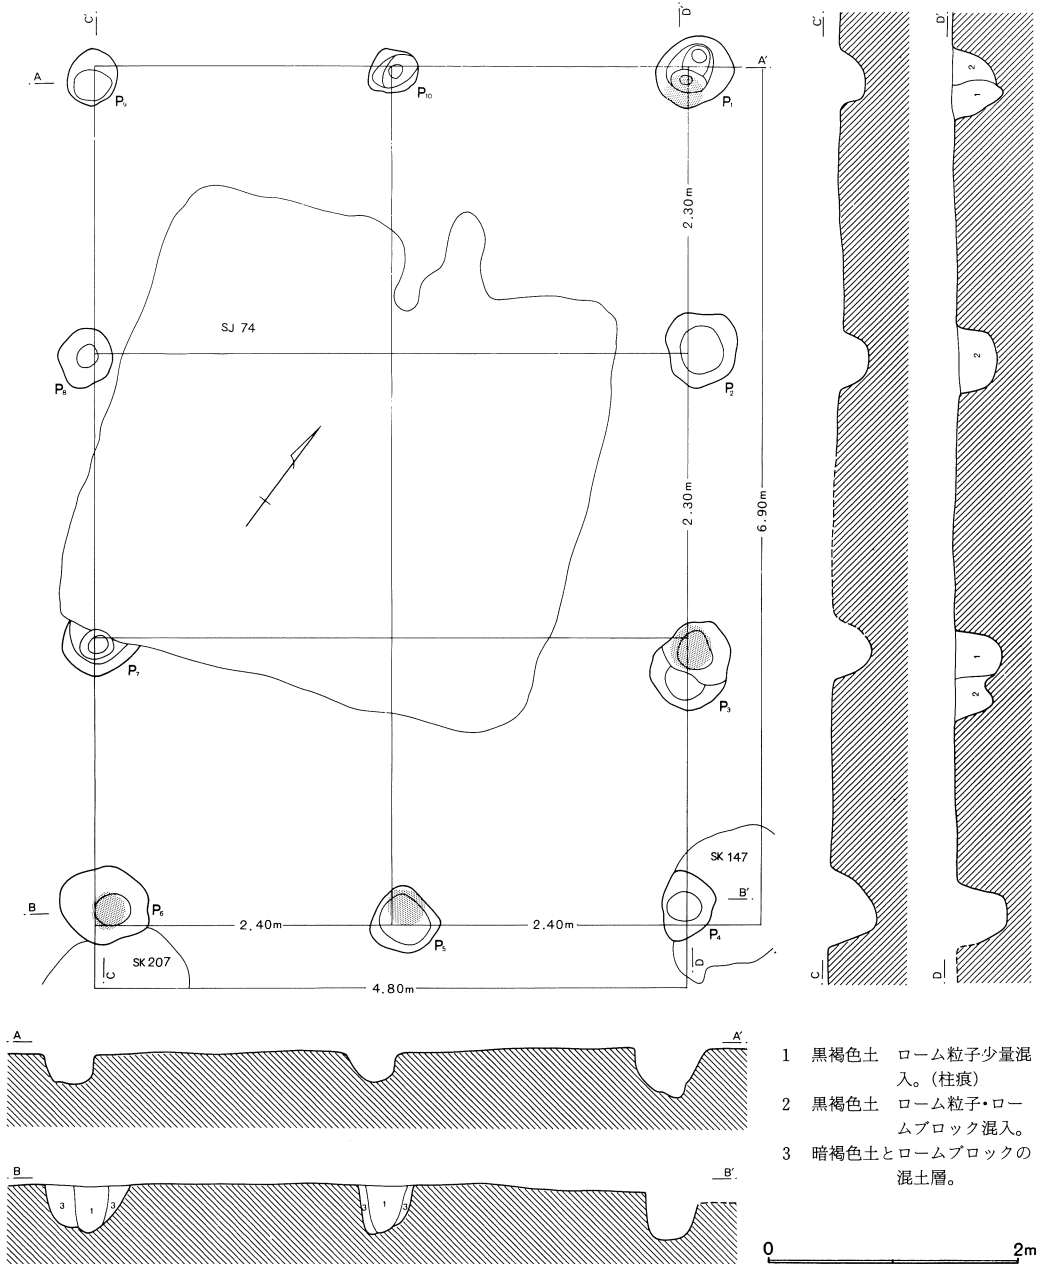 C'
D'
C'
D'
A
A'
P9
P10
P1
2
1
2.30m
SJ 74
P8
P2
2
2.30m
6.90m
P7
P3
1
2
SK 147
B
B'
P6
2.40m
2.40m
P5
P4
C
SK 207
D
C
D
4.80m
A
A'
B
B'
3
1
3
3
1
3
1 黒褐色土 ローム粒子少量混
入。(柱痕)
2 黒褐色土 ローム粒子・ロー
ムブロック混入。
3 暗褐色土とロームブロックの
混土層。
0
2m